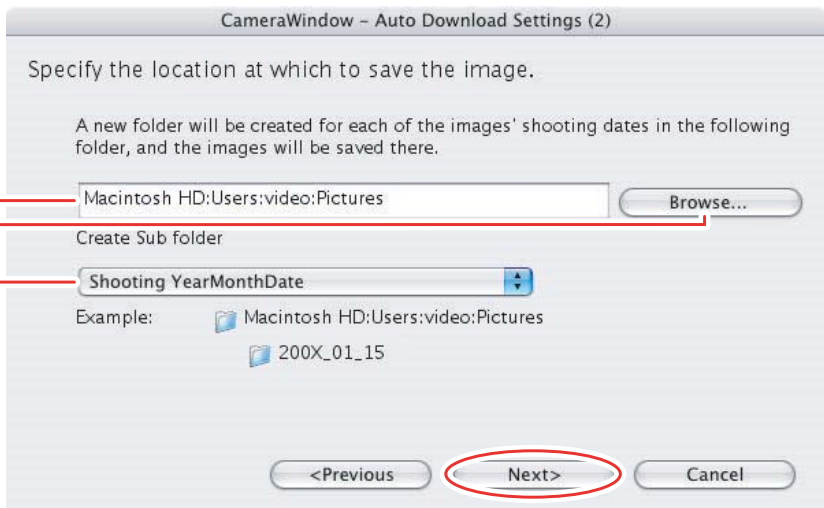 CameraWindow – Auto Download Settings (2)
Specify the location at which to save the image.
A new folder will be created for each of the images' shooting dates in the following
folder, and the images will be saved there.
Macintosh HD:Users:video:Pictures
Browse...
Create Sub folder
Shooting YearMonthDate
Example: Macintosh HD:Users:video:Pictures
200X_01_15
<Previous Next> Cancel